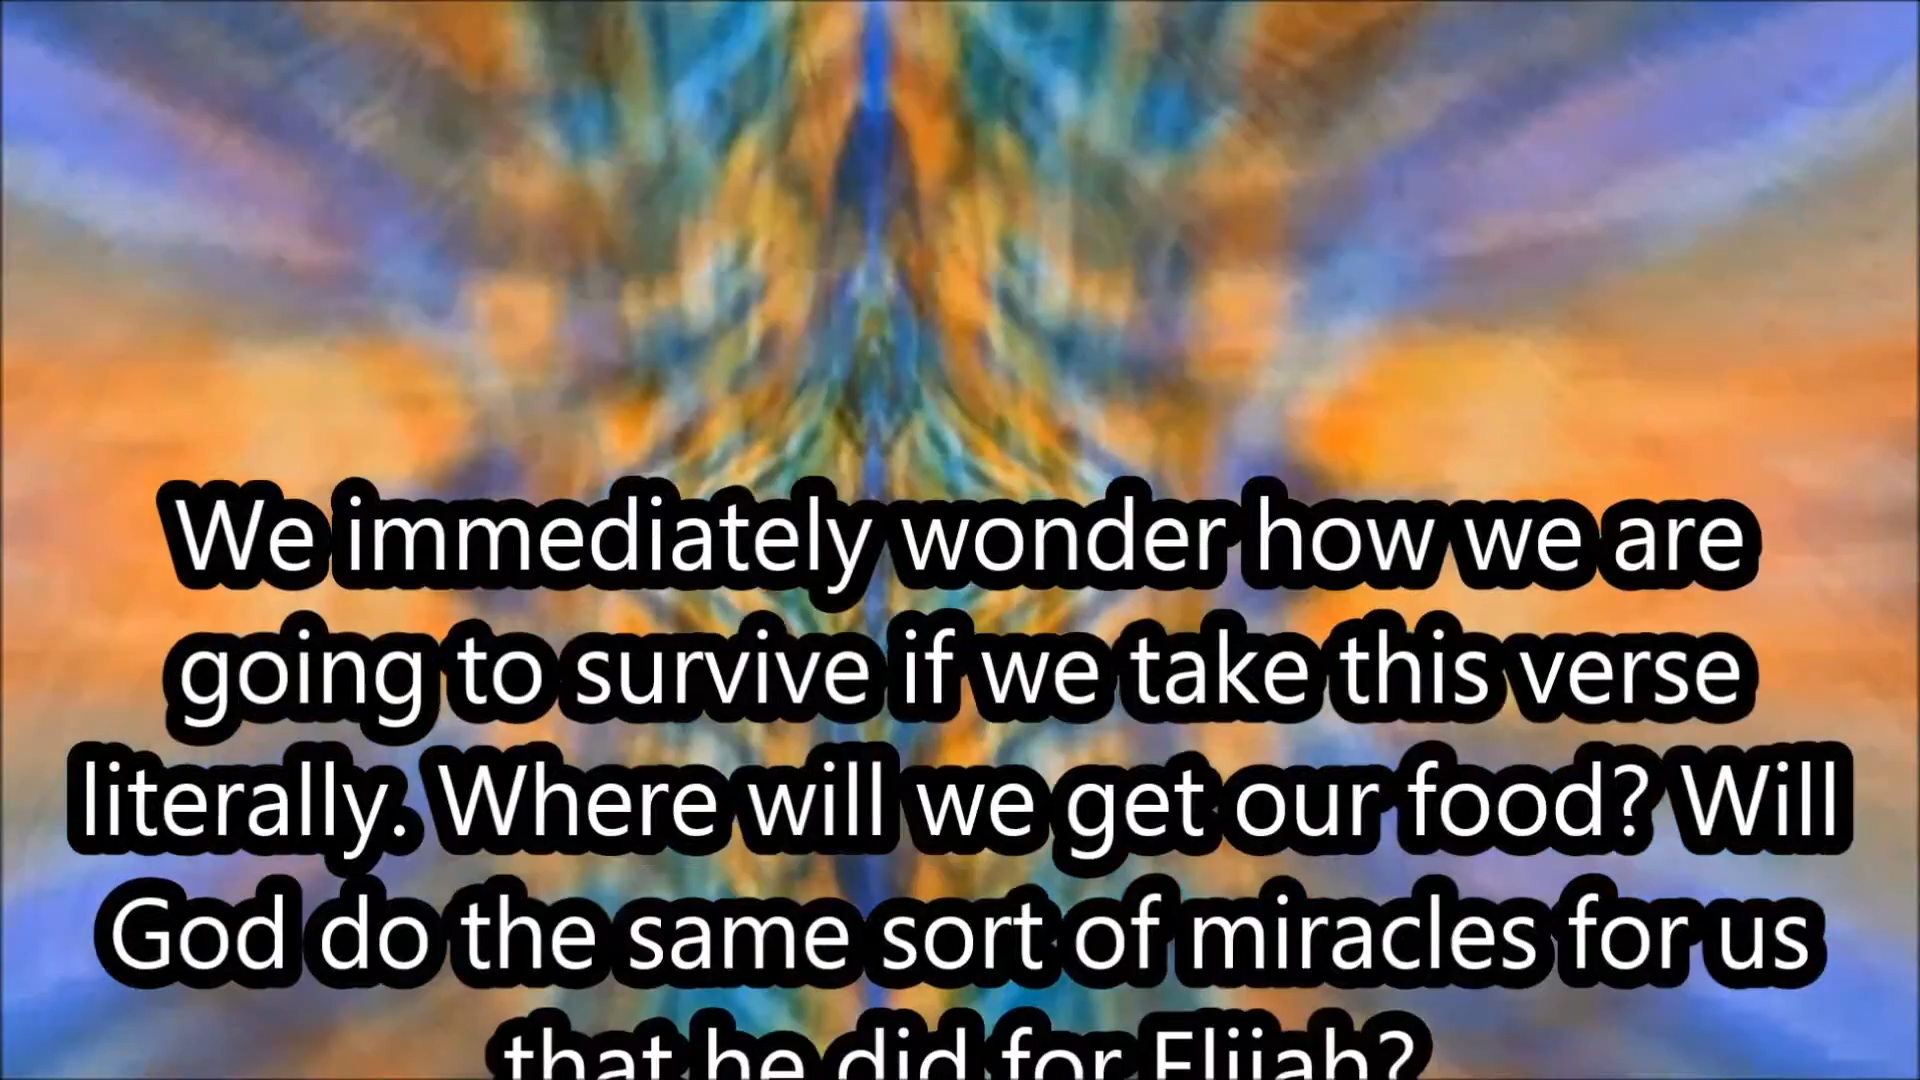 We immediately wonder how we are
going to survive if we take this verse
literally. Where will we get our food? Will
God do the same sort of miracles for us
that he did for Elijah?